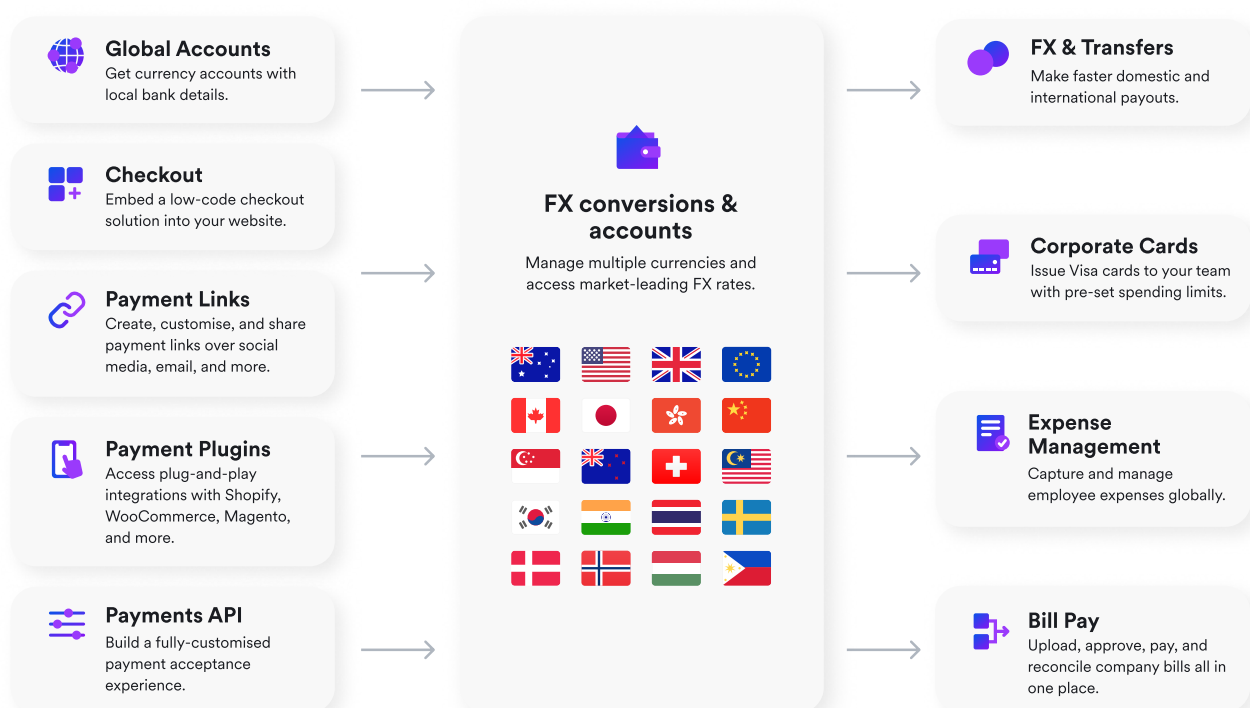 Global Accounts
Get currency accounts with
local bank details.
Checkout
Embed a low-code checkout
solution into your website.
Payment Links
Create, customise, and share
payment links over social
media, email, and more.
Payment Plugins
Access plug-and-play
integrations with Shopify,
WooCommerce, Magento,
and more.
Payments API
Build a fully-customised
payment acceptance
experience.
FX conversions &
accounts
Manage multiple currencies and
access market-leading FX rates.
FX & Transfers
Make faster domestic and
international payouts.
Corporate Cards
Issue Visa cards to your team
with pre-set spending limits.
Expense
Management
Capture and manage
employee expenses globally.
Bill Pay
Upload, approve, pay, and
reconcile company bills all in
one place.